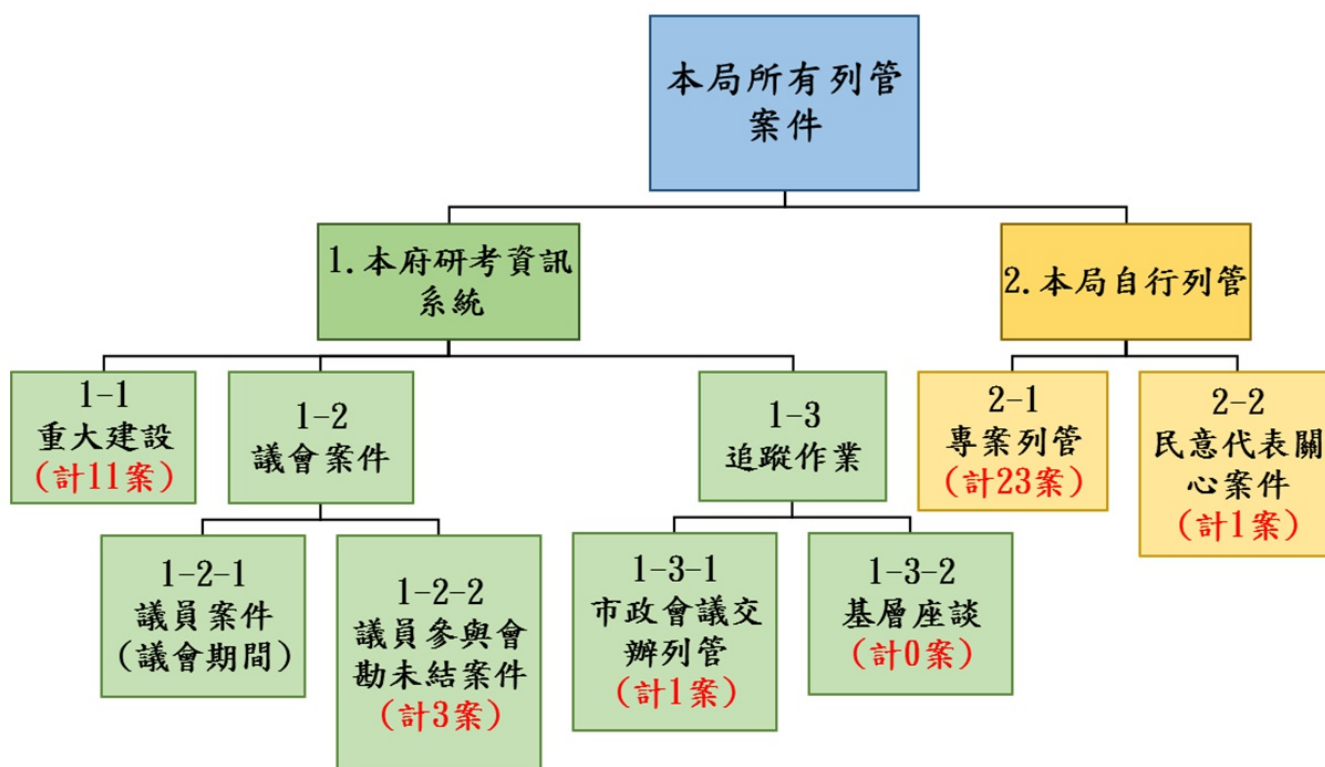 本局所有列管
案件
1.本府研考資訊
系統
2.本局自行列管
1-1
重大建設
(計11案)
1-2
議會案件
1-3
追蹤作業
2-1
專案列管
(計23案)
2-2
民意代表關
心案件
(計1案)
1-2-1
議員案件
(議會期間)
1-2-2
議員參與會
勘未結案件
(計3案)
1-3-1
市政會議交
辦列管
(計1案)
1-3-2
基層座談
(計0案)